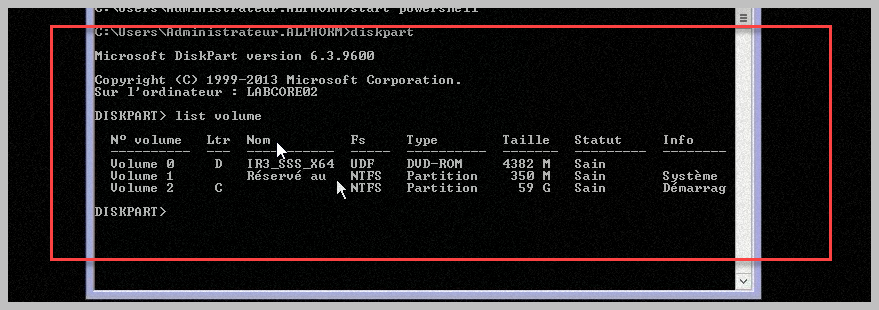 C:\Users\Administrateur.ALPHORM>start powershell
C:\Users\Administrateur.ALPHORM>diskpart
Microsoft DiskPart version 6.3.9600
Copyright (C) 1999-2013 Microsoft Corporation.
Sur l'ordinateur : LABCORE02
DISKPART> list volume
N° volume Ltr Nom Fs Type Taille Statut Info
---------- --- ----------- ----- ---------- ------- --------- --------
Volume 0 D IR3_SSS_X64 UDF DVD-ROM 4382 M Sain
Volume 1 Réservé au NTFS Partition 350 M Sain Système
Volume 2 C NTFS Partition 59 G Sain Démarrag
DISKPART>